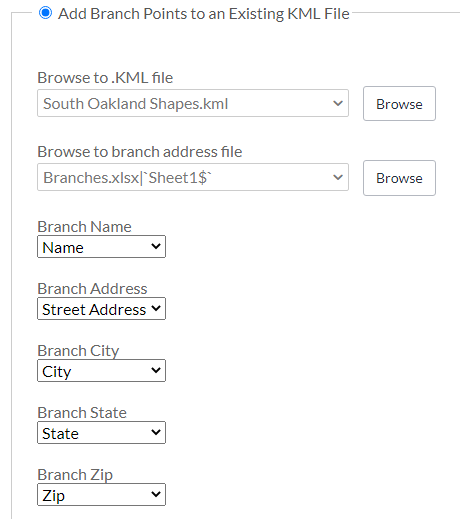 Add Branch Points to an Existing KML File
Browse to .KML file
South Oakland Shapes.kml
Browse
Browse to branch address file
Branches.xlsx|`Sheet1$`
Browse
Branch Name
Name
Branch Address
Street Address
Branch City
City
Branch State
State
Branch Zip
Zip